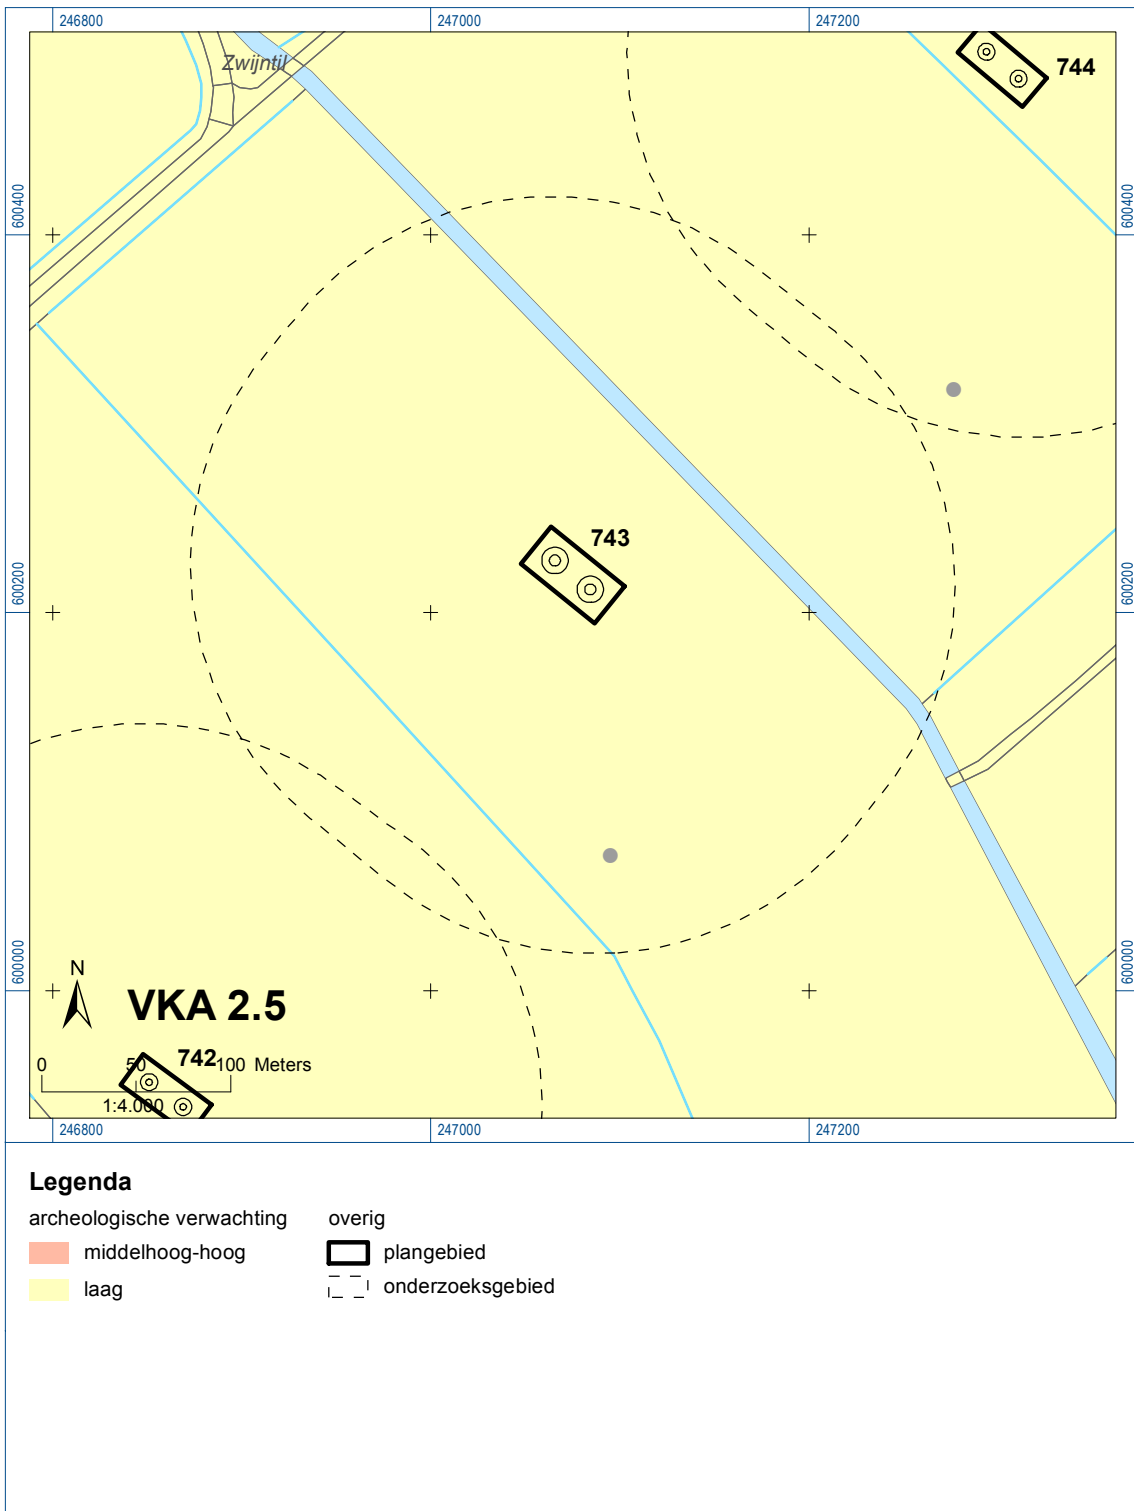 246800
247000
247200
Zwijntil
744
600400
600400
743
600200
600200
600000
600000
N
VKA 2.5
742
0 50 100 Meters
1:4.000
246800
247000
247200
Legenda
archeologische verwachting
overig
middelhoog-hoog
plangebied
laag
onderzoeksgebied